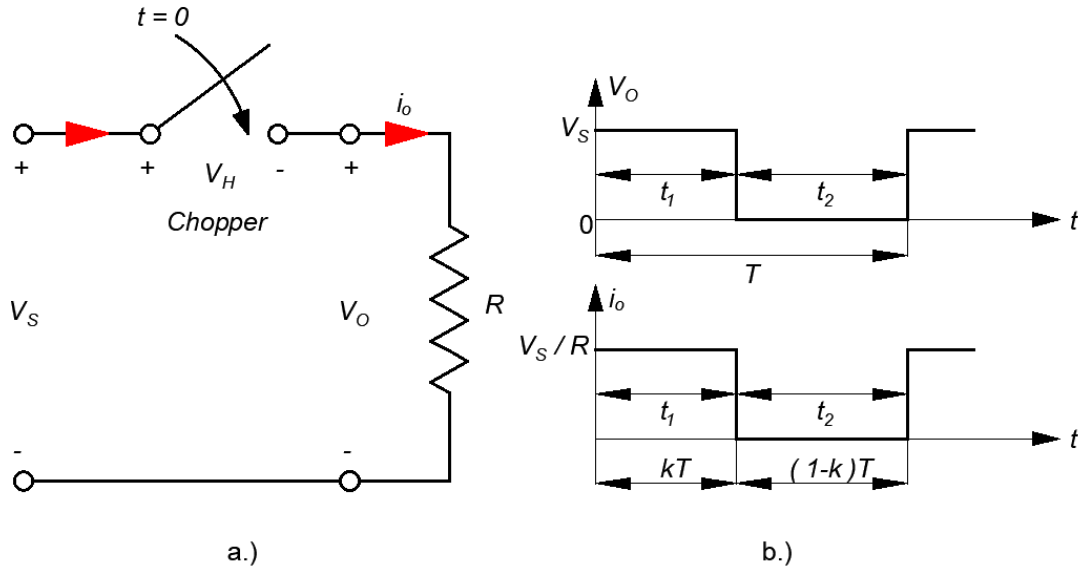 t = 0
i_o
+ + - +
V_H
Chopper
V_S V_O R
- -
a.)
V_O
V_S
t_1 t_2
0 t
T
i_o
V_S / R
t_1 t_2
t
kT (1-k)T
b.)